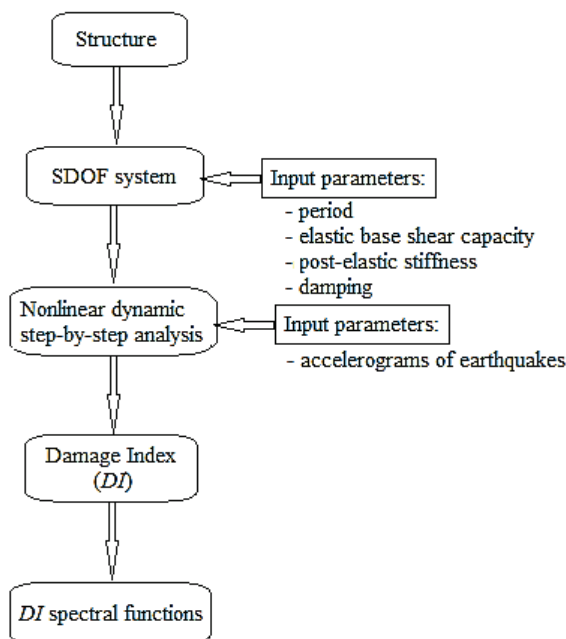 Structure
SDOF system
Input parameters:
- period
- elastic base shear capacity
- post-elastic stiffness
- damping
Nonlinear dynamic
step-by-step analysis
Input parameters:
- accelerograms of earthquakes
Damage Index
(DI)
DI spectral functions